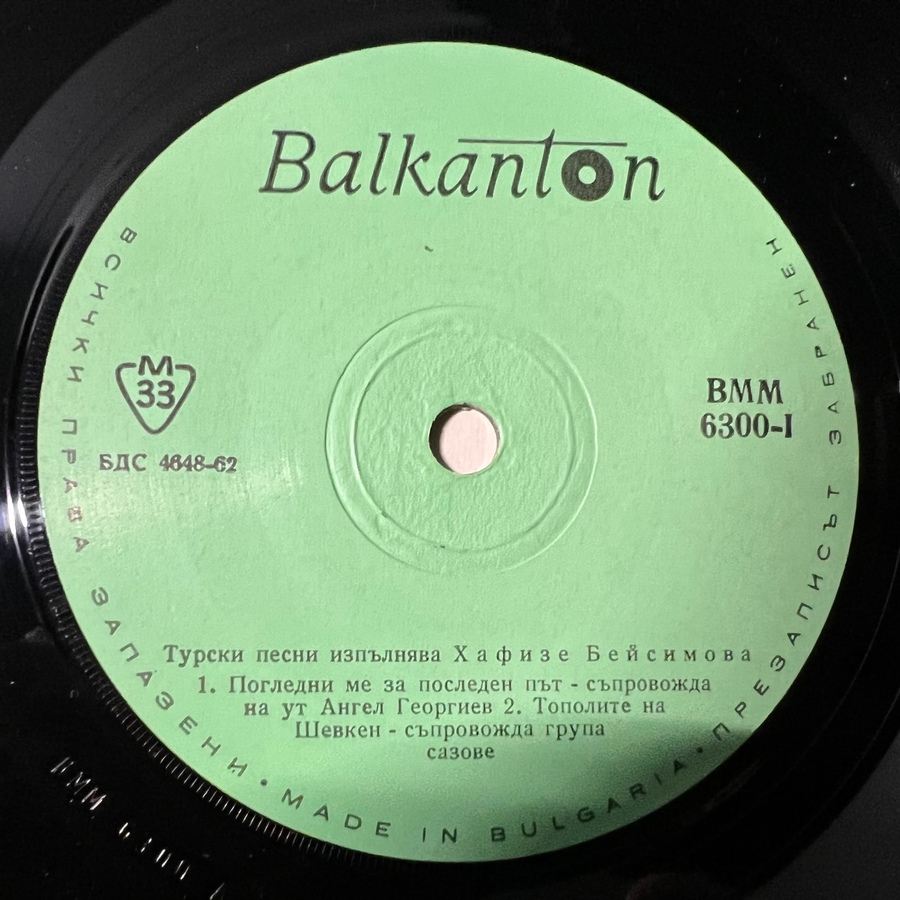 Balkanton
M
33
БДС 4648-62
ВММ
6300-I
Турски песни изпълнява Хафизе Бейсимова
1. Погледни ме за последен път - съпровожда
на ут Ангел Георгиев 2. Тополите на
Шевкен - съпровожда група
сазове
ВСИЧКИ ПРАВА ЗАПАЗЕНИ • MADE IN BULGARIA • ПРЕЗАПИСЪТ ЗАБРАНЕН